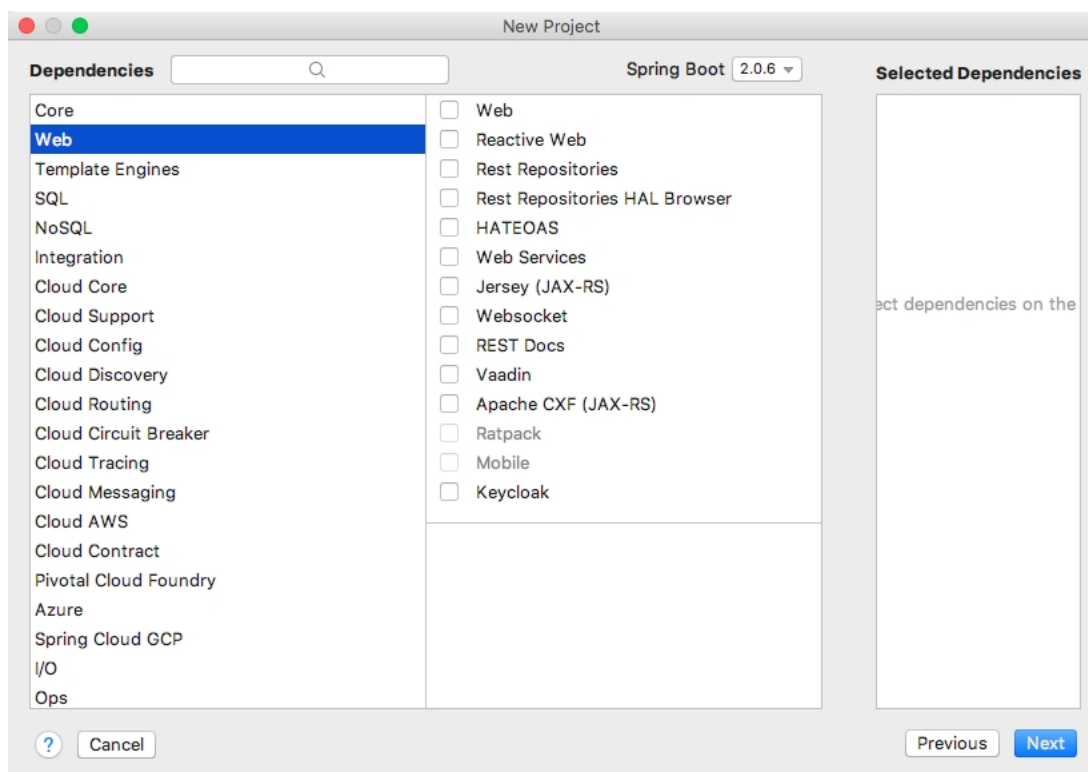 New Project
Dependencies
Spring Boot 2.0.6
Selected Dependencies
Core
Web
Template Engines
SQL
NoSQL
Integration
Cloud Core
Cloud Support
Cloud Config
Cloud Discovery
Cloud Routing
Cloud Circuit Breaker
Cloud Tracing
Cloud Messaging
Cloud AWS
Cloud Contract
Pivotal Cloud Foundry
Azure
Spring Cloud GCP
I/O
Ops
Web
Reactive Web
Rest Repositories
Rest Repositories HAL Browser
HATEOAS
Web Services
Jersey (JAX-RS)
Websocket
REST Docs
Vaadin
Apache CXF (JAX-RS)
Ratpack
Mobile
Keycloak
ect dependencies on the
?
Cancel
Previous
Next